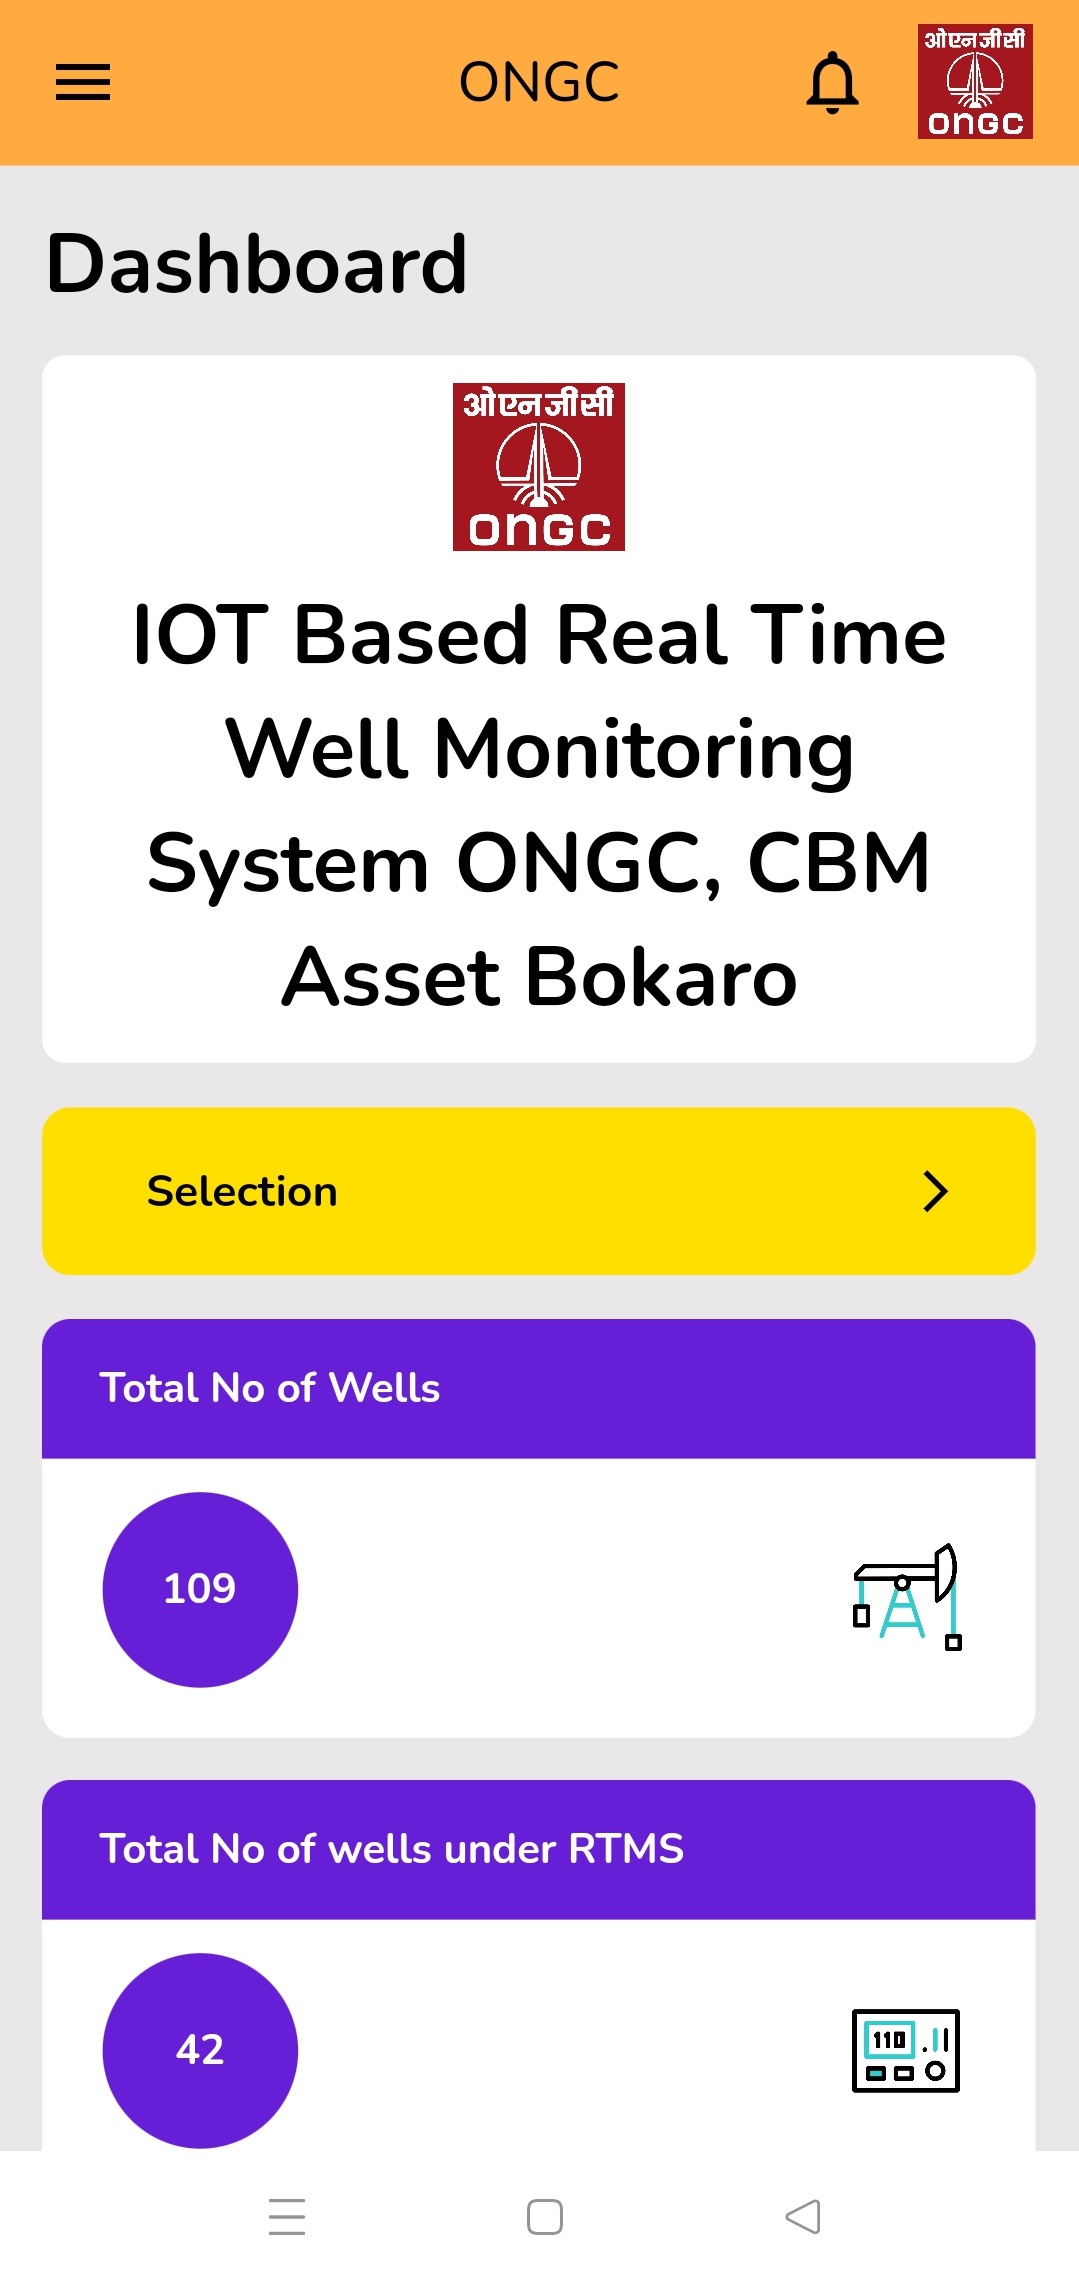 ONGC
ओएनजीसी
ONGC
Dashboard
ओएनजीसी
ONGC
IOT Based Real Time
Well Monitoring
System ONGC, CBM
Asset Bokaro
Selection
Total No of Wells
109
Total No of wells under RTMS
42
110